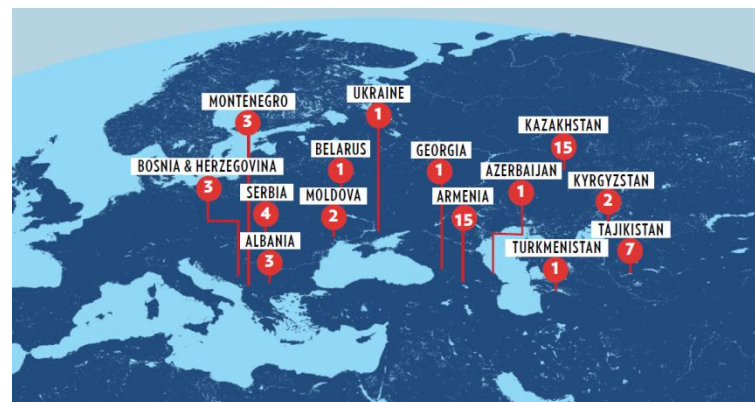 UKRAINE
1
MONTENEGRO
3
KAZAKHSTAN
15
BELARUS
1
GEORGIA
1
BOSNIA & HERZEGOVINA
3
AZERBAIJAN
1
KYRGYZSTAN
2
SERBIA
4
MOLDOVA
2
ARMENIA
15
TAJIKISTAN
7
ALBANIA
3
TURKMENISTAN
1